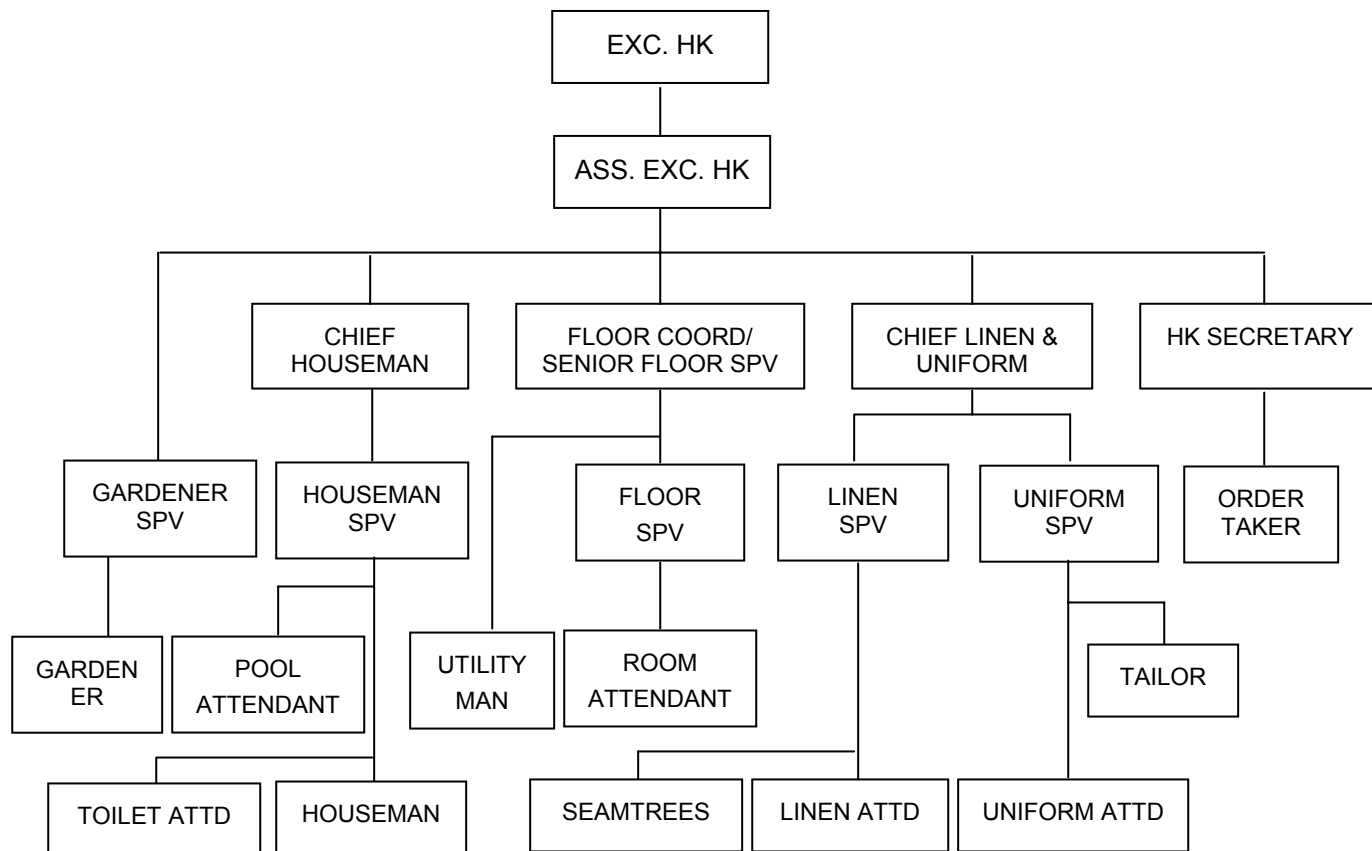 EXC. HK
ASS. EXC. HK
CHIEF
HOUSEMAN
FLOOR COORD/
SENIOR FLOOR SPV
CHIEF LINEN &
UNIFORM
HK SECRETARY
GARDENER
SPV
HOUSEMAN
SPV
FLOOR
SPV
LINEN
SPV
UNIFORM
SPV
ORDER
TAKER
GARDEN
ER
POOL
ATTENDANT
UTILITY
MAN
ROOM
ATTENDANT
TAILOR
TOILET ATTD
HOUSEMAN
SEAMTREES
LINEN ATTD
UNIFORM ATTD